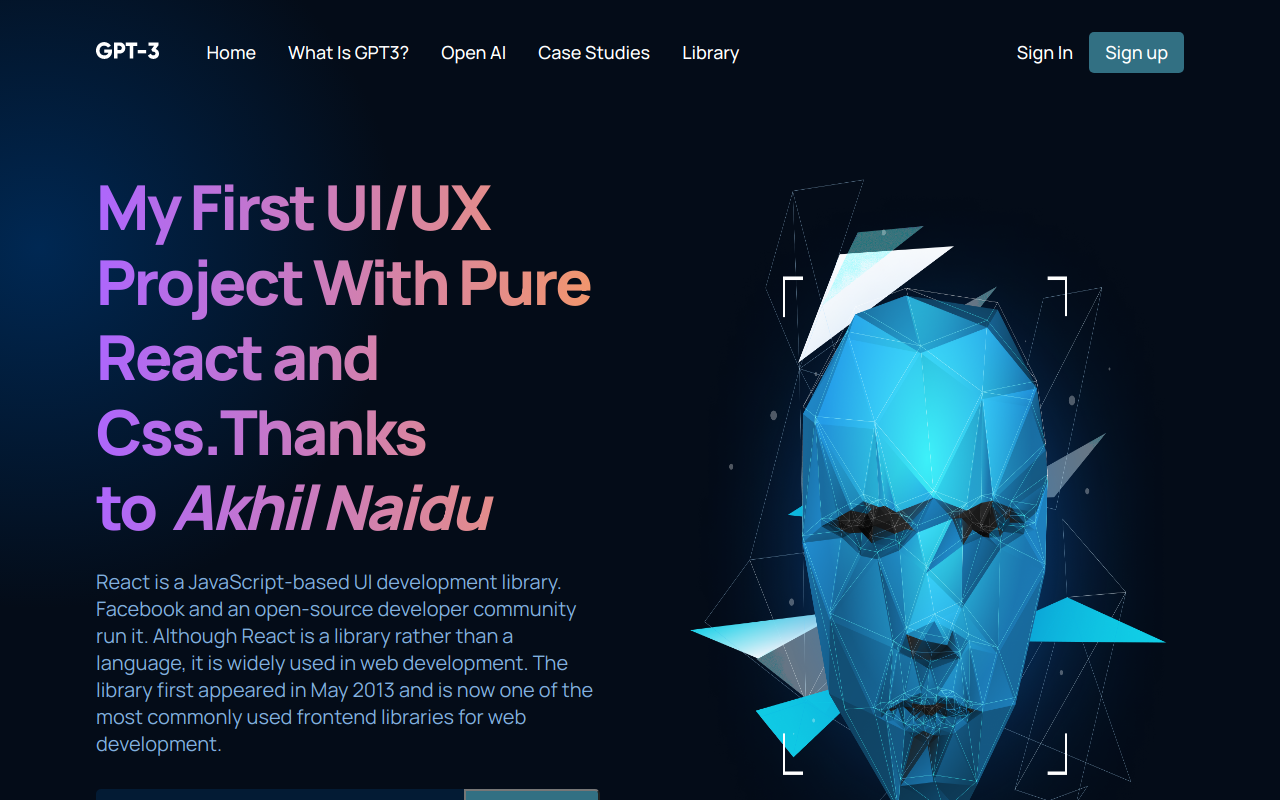 GPT-3
Home
What Is GPT3?
Open AI
Case Studies
Library
Sign In
Sign up
My First UI/UX
Project With Pure
React and
Css.Thanks
to Akhil Naidu
React is a JavaScript-based UI development library.
Facebook and an open-source developer community
run it. Although React is a library rather than a
language, it is widely used in web development. The
library first appeared in May 2013 and is now one of the
most commonly used frontend libraries for web
development.